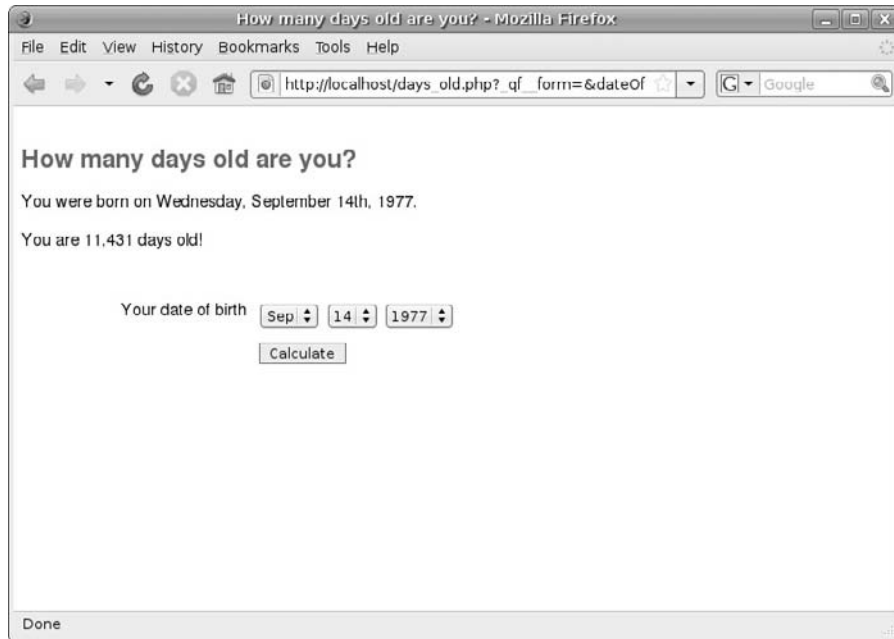 How many days old are you? - Mozilla Firefox
File Edit View History Bookmarks Tools Help
http://localhost/days_old.php?_qf__form=&dateOf G Google
How many days old are you?
You were born on Wednesday, September 14th, 1977.
You are 11,431 days old!
Your date of birth Sep 14 1977
Calculate
Done